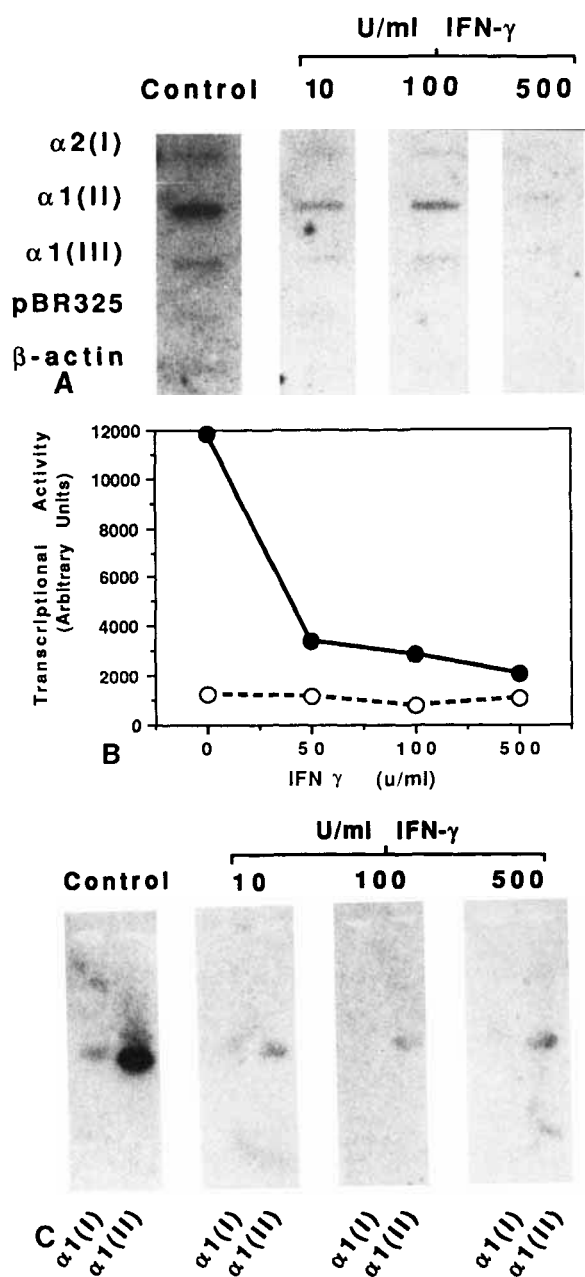 U/ml IFN-γ
Control 10 100 500
α2(I)
α1(II)
α1(III)
pBR325
β-actin
A
Transcriptional Activity
(Arbitrary Units)
12000
10000
8000
6000
4000
2000
0
0 50 100 500
IFN γ (u/ml)
B
U/ml IFN-γ
Control 10 100 500
C
α1(I) α1(II) α1(I) α1(II) α1(I) α1(II) α1(I) α1(II)